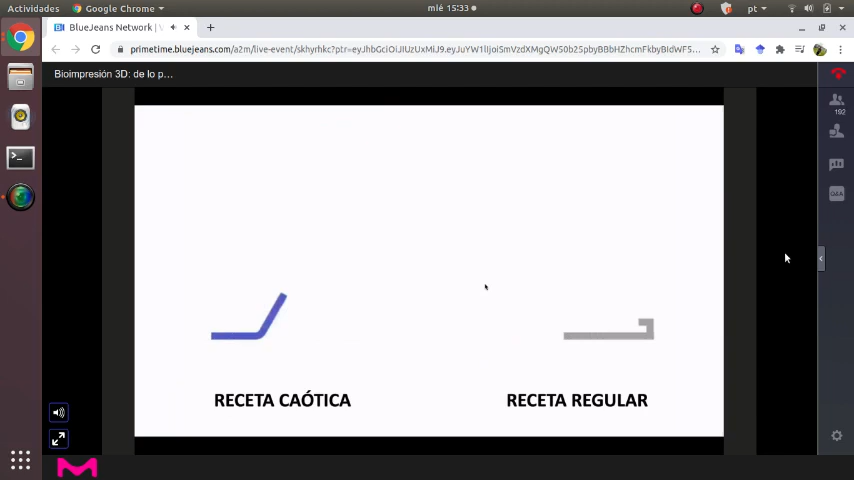 Actividades
Google Chrome
mié 15:33
pt
BlueJeans Network | V
primetime.bluejeans.com/a2m/live-event/skhyrhkc?ptr=eyJhbGciOiJIUzUxMiJ9.eyJuYW1lIjoiSmVzdXMgQWS0b25pbyBBbHZhcmFkbyBIdWF5...
Bioimpresión 3D: de lo p...
192
Q&A
RECETA CAÓTICA
RECETA REGULAR